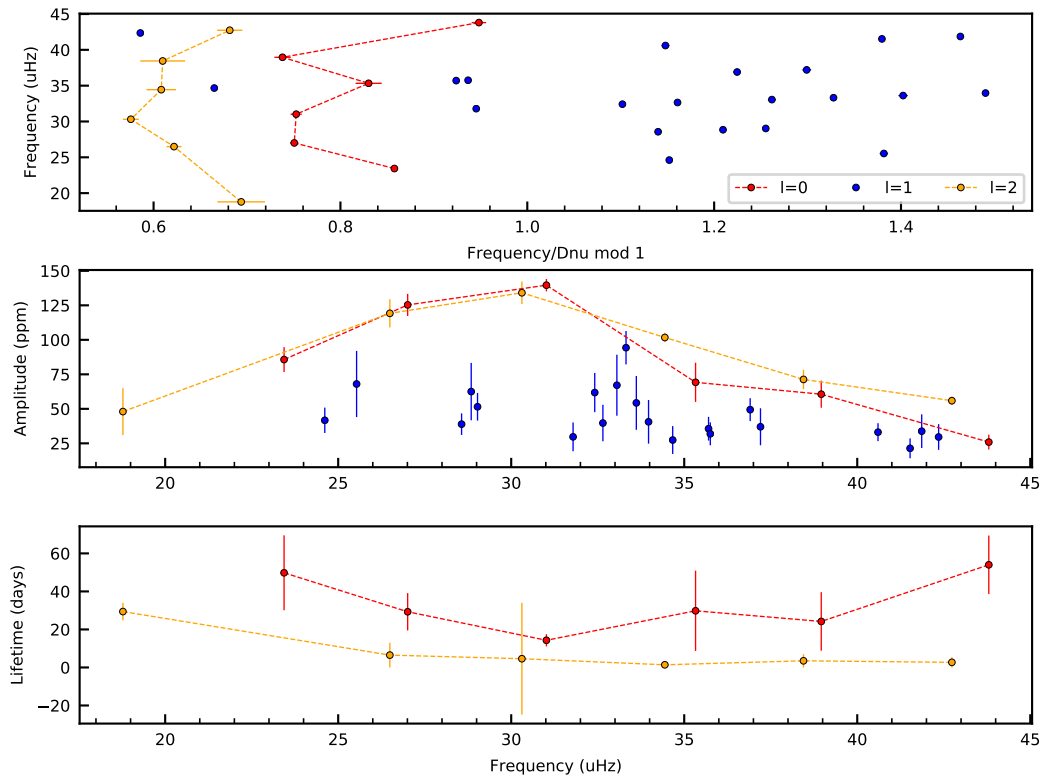 45
40
35
30
25
20
Frequency (uHz)
0.6 0.8 1.0 1.2 1.4
Frequency/Dnu mod 1
l=0 l=1 l=2
150
125
100
75
50
25
Amplitude (ppm)
20 25 30 35 40 45
60
40
20
0
−20
Lifetime (days)
20 25 30 35 40 45
Frequency (uHz)